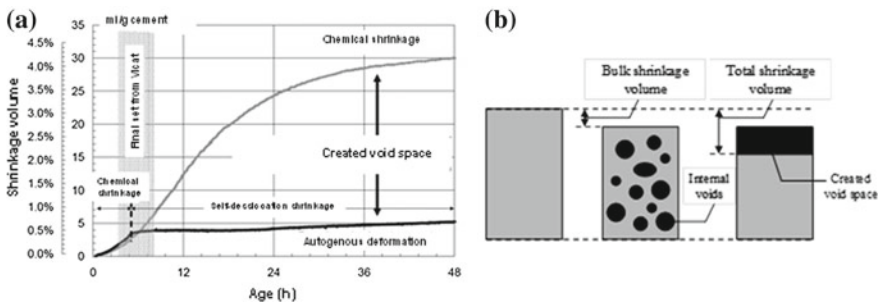 (a)
ml/gcement
Shrinkage volume
4.5%
4.0%
3.5%
3.0%
2.5%
2.0%
1.5%
1.0%
0.5%
0.0%
35
30
25
20
15
10
5
0
Final set from Vicat
Chemical shrinkage
Created void space
Chemical
shrinkage
Self-desiccation shrinkage
Autogenous deformation
0
12
24
36
48
Age (h)
(b)
Bulk shrinkage
volume
Total shrinkage
volume
Internal
voids
Created
void space